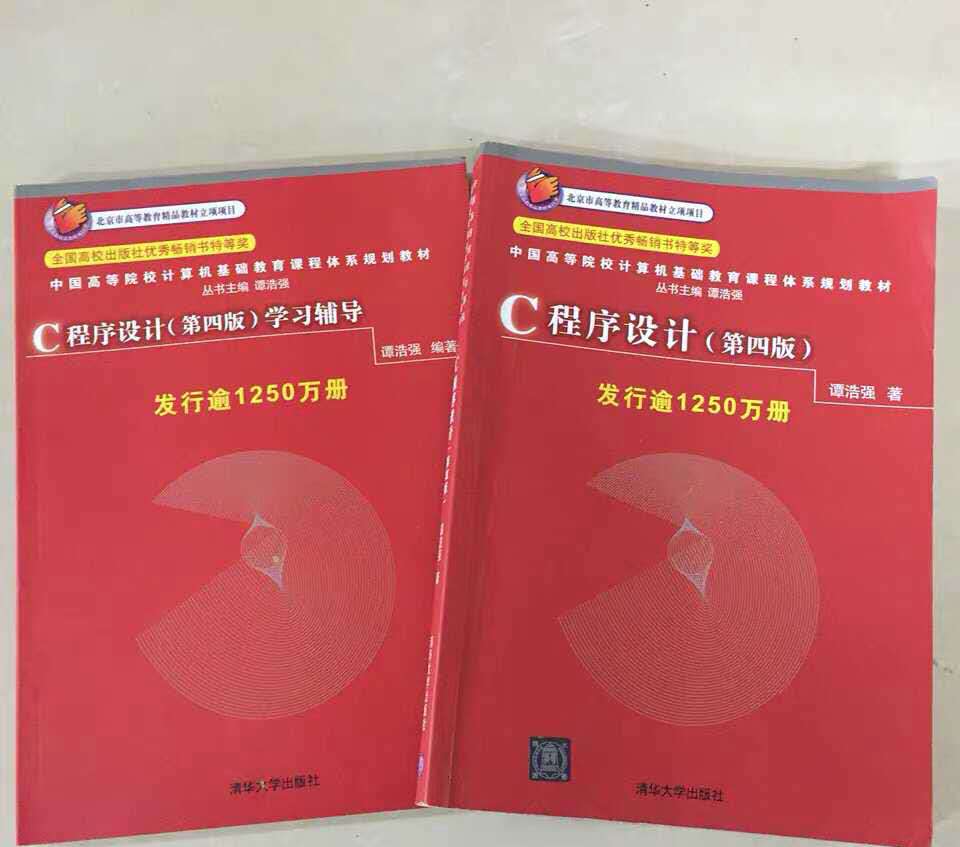 北京市高等教育精品教材立项项目
全国高校出版社优秀畅销书特等奖
中国高等院校计算机基础教育课程体系规划教材
丛书主编 谭浩强
C程序设计(第四版)学习辅导
谭浩强 编著
发行逾1250万册
清华大学出版社
北京市高等教育精品教材立项项目
全国高校出版社优秀畅销书特等奖
中国高等院校计算机基础教育课程体系规划教材
丛书主编 谭浩强
C程序设计(第四版)
谭浩强 著
发行逾1250万册
清华大学出版社